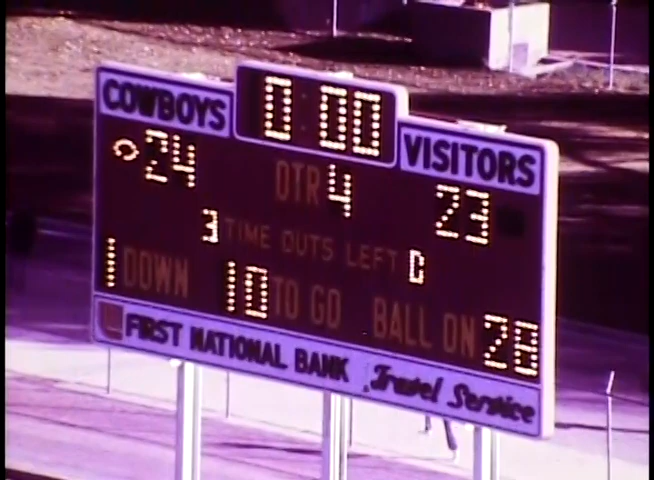 COWBOYS 0:00 VISITORS
24 QTR 4 23
3 TIME OUTS LEFT 0
1 DOWN 10 TO GO BALL ON 28
FIRST NATIONAL BANK Travel Service